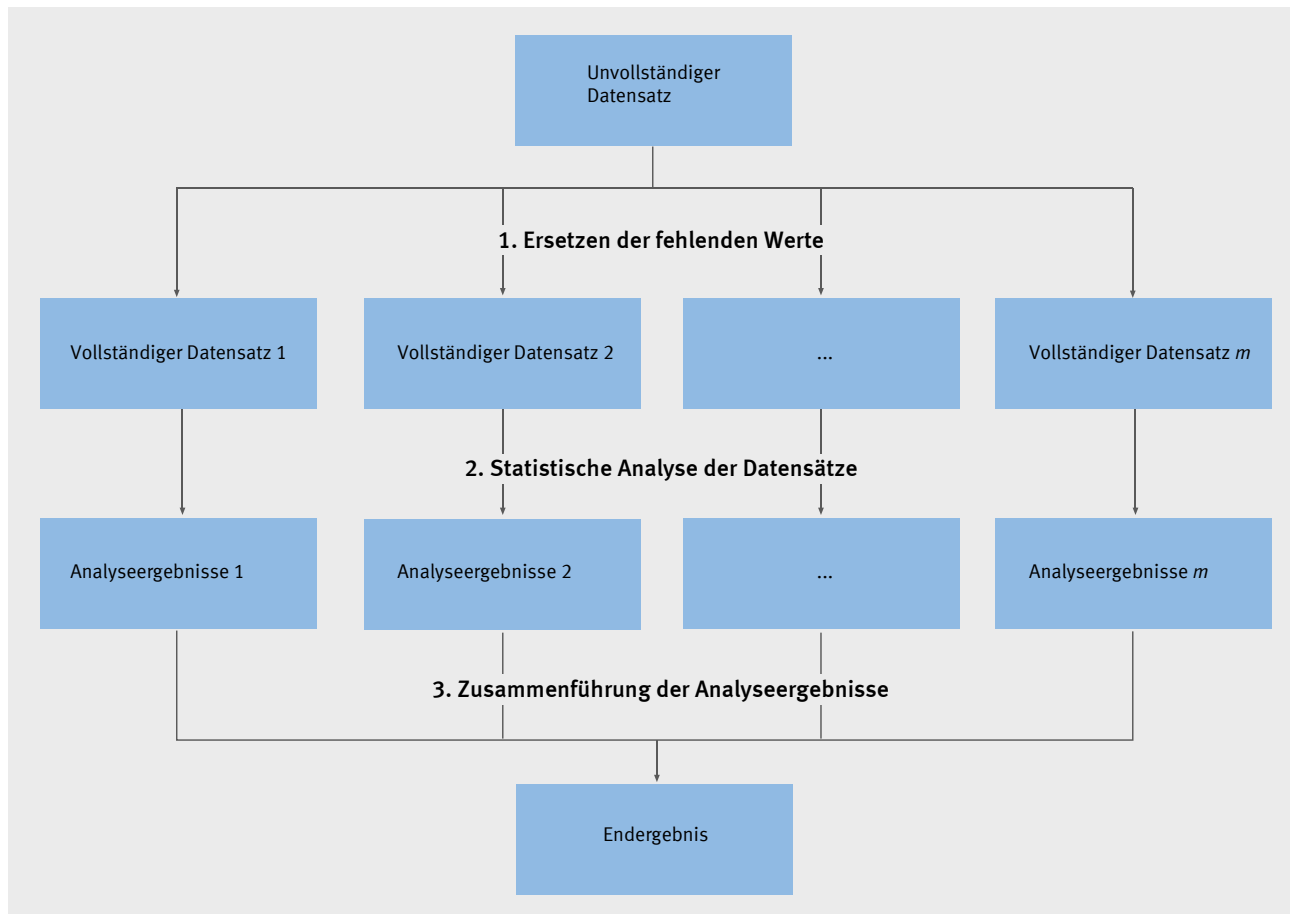 Unvollständiger
Datensatz
1. Ersetzen der fehlenden Werte
Vollständiger Datensatz 1
Vollständiger Datensatz 2
...
Vollständiger Datensatz m
2. Statistische Analyse der Datensätze
Analyseergebnisse 1
Analyseergebnisse 2
...
Analyseergebnisse m
3. Zusammenführung der Analyseergebnisse
Endergebnis